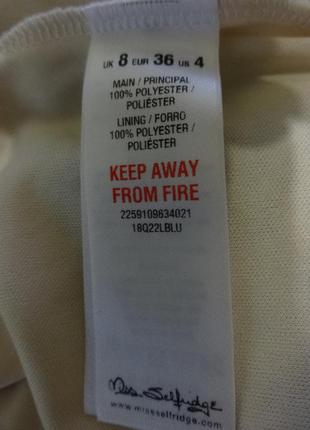 UK 8 EUR 36 US 4
MAIN / PRINCIPAL
100% POLYESTER /
POLIÉSTER
LINING / FORRO
100% POLYESTER /
POLIÉSTER
KEEP AWAY
FROM FIRE
2259109634021
18Q22LBLU
Miss Selfridge
www.missselfridge.com